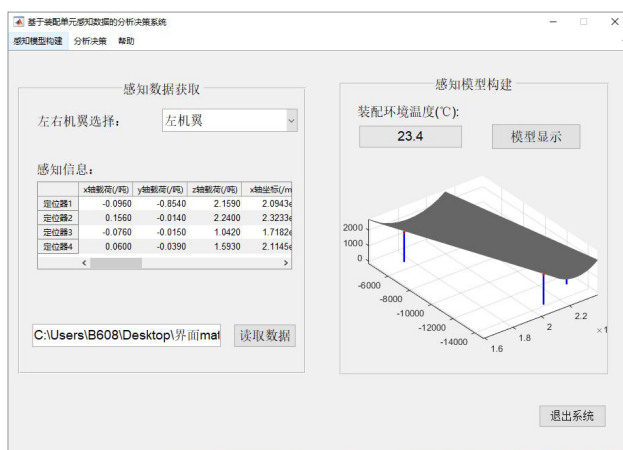 基于装配单元感知数据的分析决策系统
感知模型构建 分析决策 帮助
感知数据获取
左右机翼选择： 左机翼
感知信息：
x轴载荷(/吨) y轴载荷(/吨) z轴载荷(/吨) x轴坐标(/m
定位器1 -0.0960 -0.8540 2.1590 2.0943e
定位器2 0.1560 -0.0140 2.2400 2.3233e
定位器3 -0.0760 -0.0150 1.0420 1.7182e
定位器4 0.0600 -0.0390 1.5930 2.1145e
C:\Users\B608\Desktop\界面mat 读取数据
感知模型构建
装配环境温度(℃):
23.4 模型显示
2000
1000
0
-6000
-8000
-10000
-12000
-14000
1.6
1.8
2
2.2
×1
退出系统